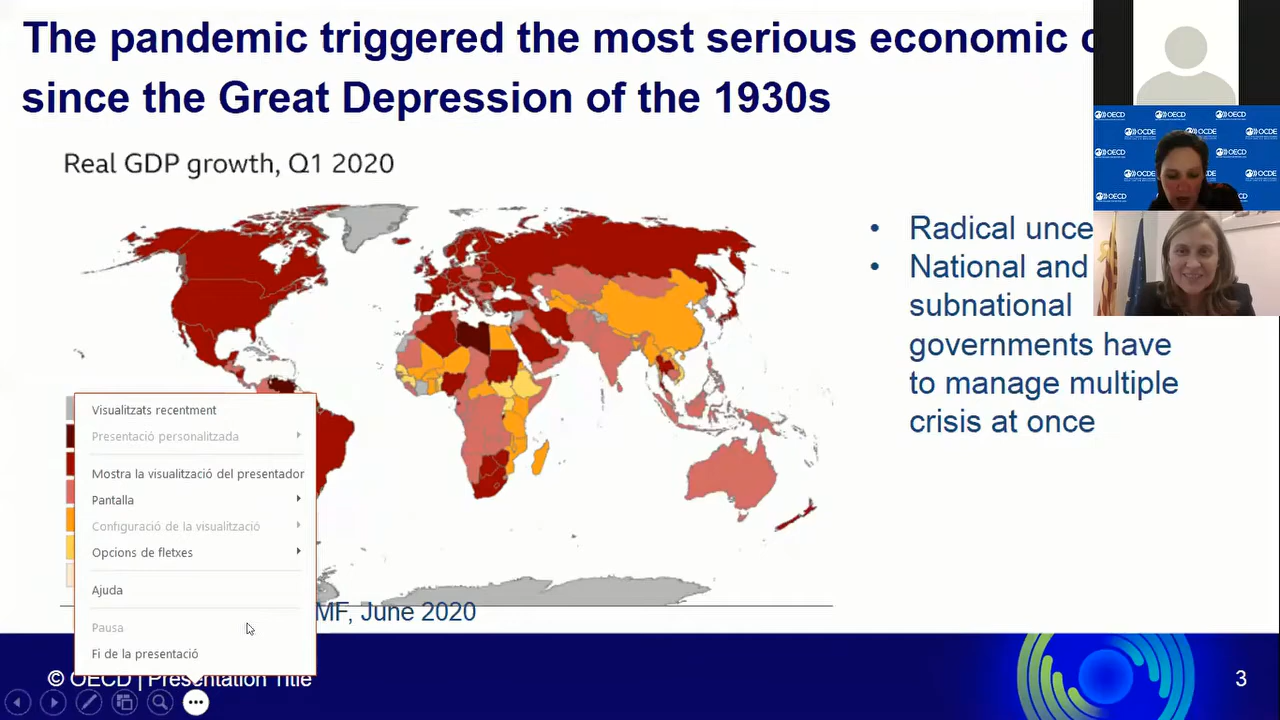 The pandemic triggered the most serious economic
since the Great Depression of the 1930s
Real GDP growth, Q1 2020
• Radical
• National and
subnational
governments have
to manage multiple
crisis at once
Visualitzats recentment
Presentació personalitzada
Mostra la visualització del presentador
Pantalla
Configuració de la visualització
Opcions de fletxes
Ajuda
Pausa
Fi de la presentació
MF, June 2020
© OECD | Presentation Title
3
OECD
OCDE